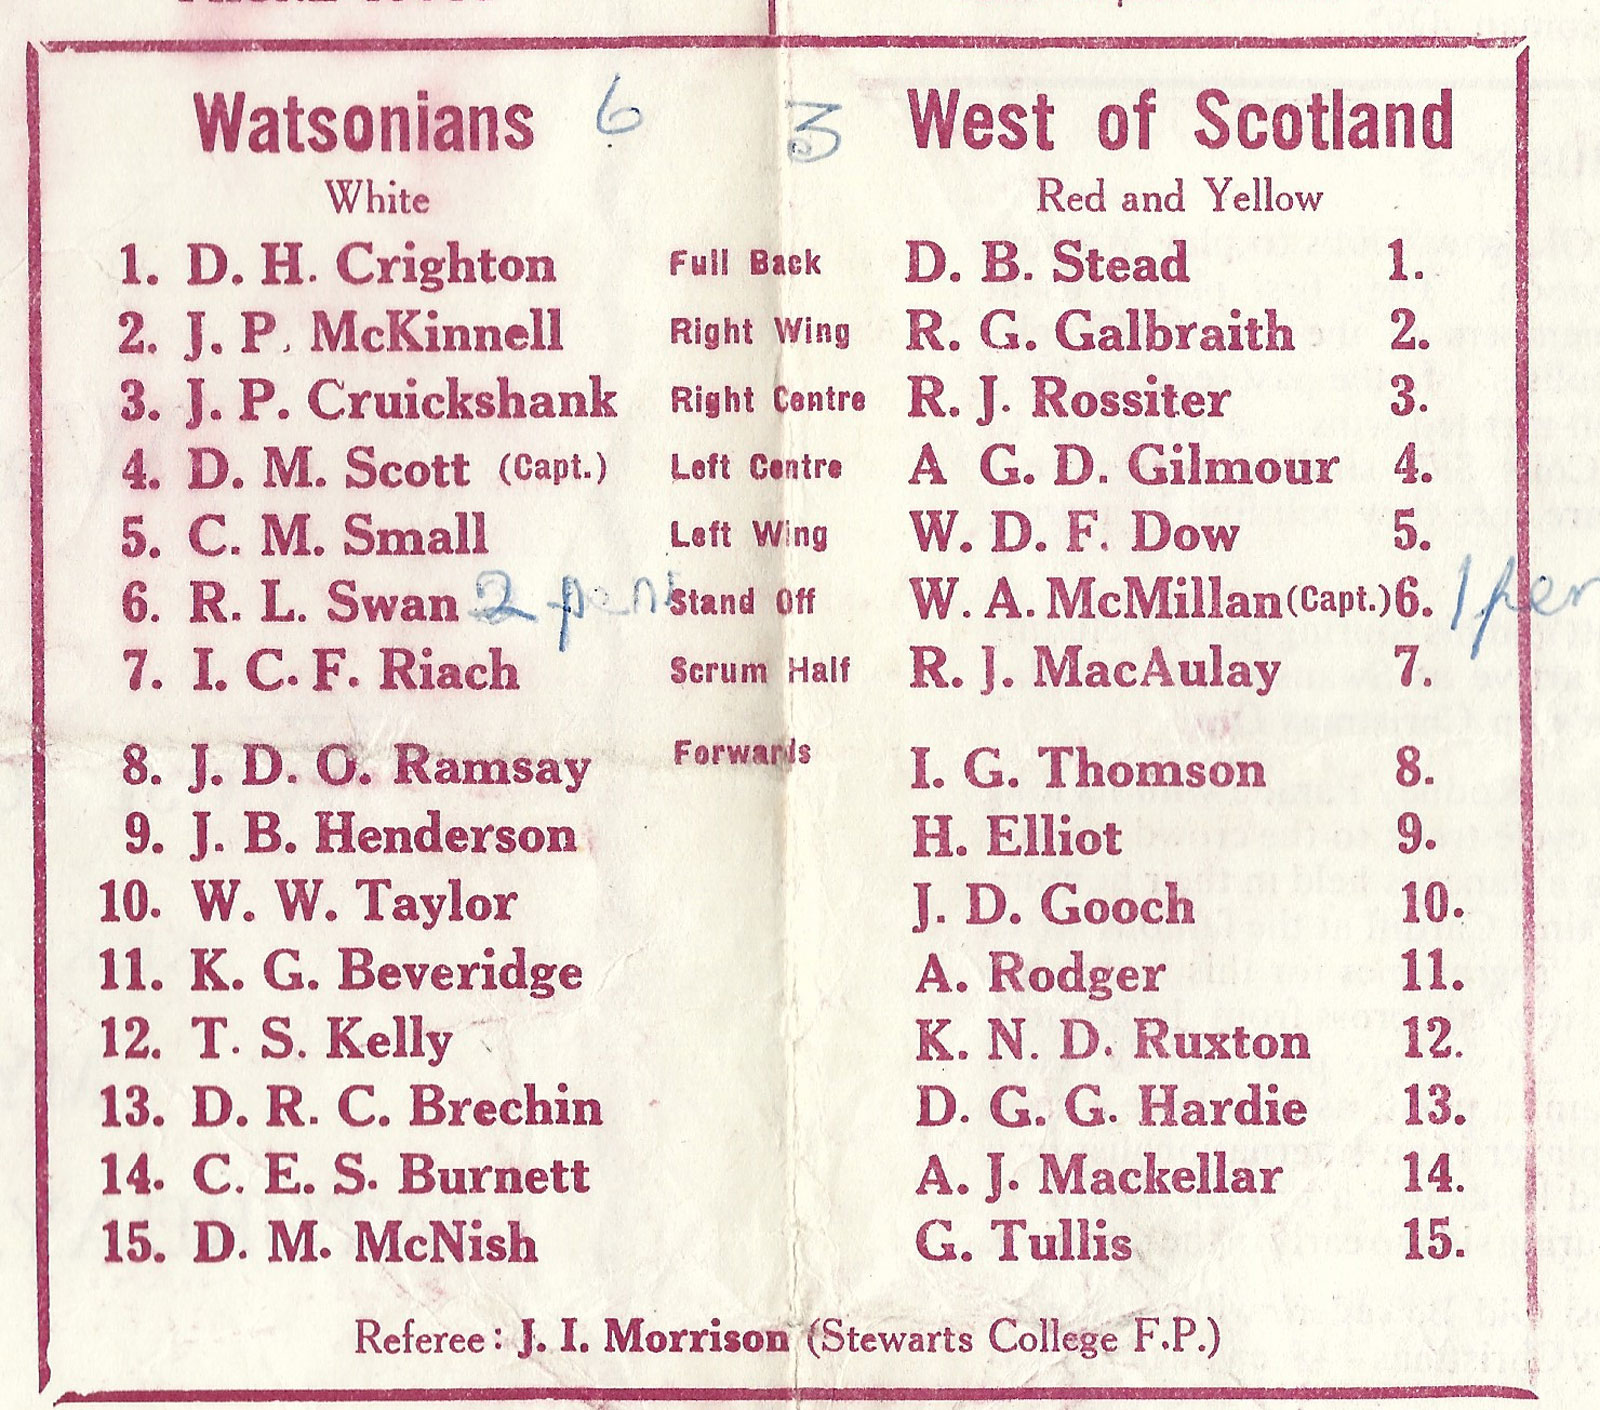 Watsonians 6 3 West of Scotland
White Red and Yellow
1. D. H. Crighton Full Back D. B. Stead 1.
2. J. P. McKinnell Right Wing R. G. Galbraith 2.
3. J. P. Cruickshank Right Centre R. J. Rossiter 3.
4. D. M. Scott (Capt.) Left Centre A G. D. Gilmour 4.
5. C. M. Small Left Wing W. D. F. Dow 5.
6. R. L. Swan 2 pens Stand Off W. A. McMillan (Capt.) 6. 1 pen
7. I. C. F. Riach Scrum Half R. J. MacAulay 7.
Forwards
8. J. D. O. Ramsay I. G. Thomson 8.
9. J. B. Henderson H. Elliot 9.
10. W. W. Taylor J. D. Gooch 10.
11. K. G. Beveridge A. Rodger 11.
12. T. S. Kelly K. N. D. Ruxton 12.
13. D. R. C. Brechin D. G. G. Hardie 13.
14. C. E. S. Burnett A. J. Mackellar 14.
15. D. M. McNish G. Tullis 15.
Referee: J. I. Morrison (Stewarts College F.P.)